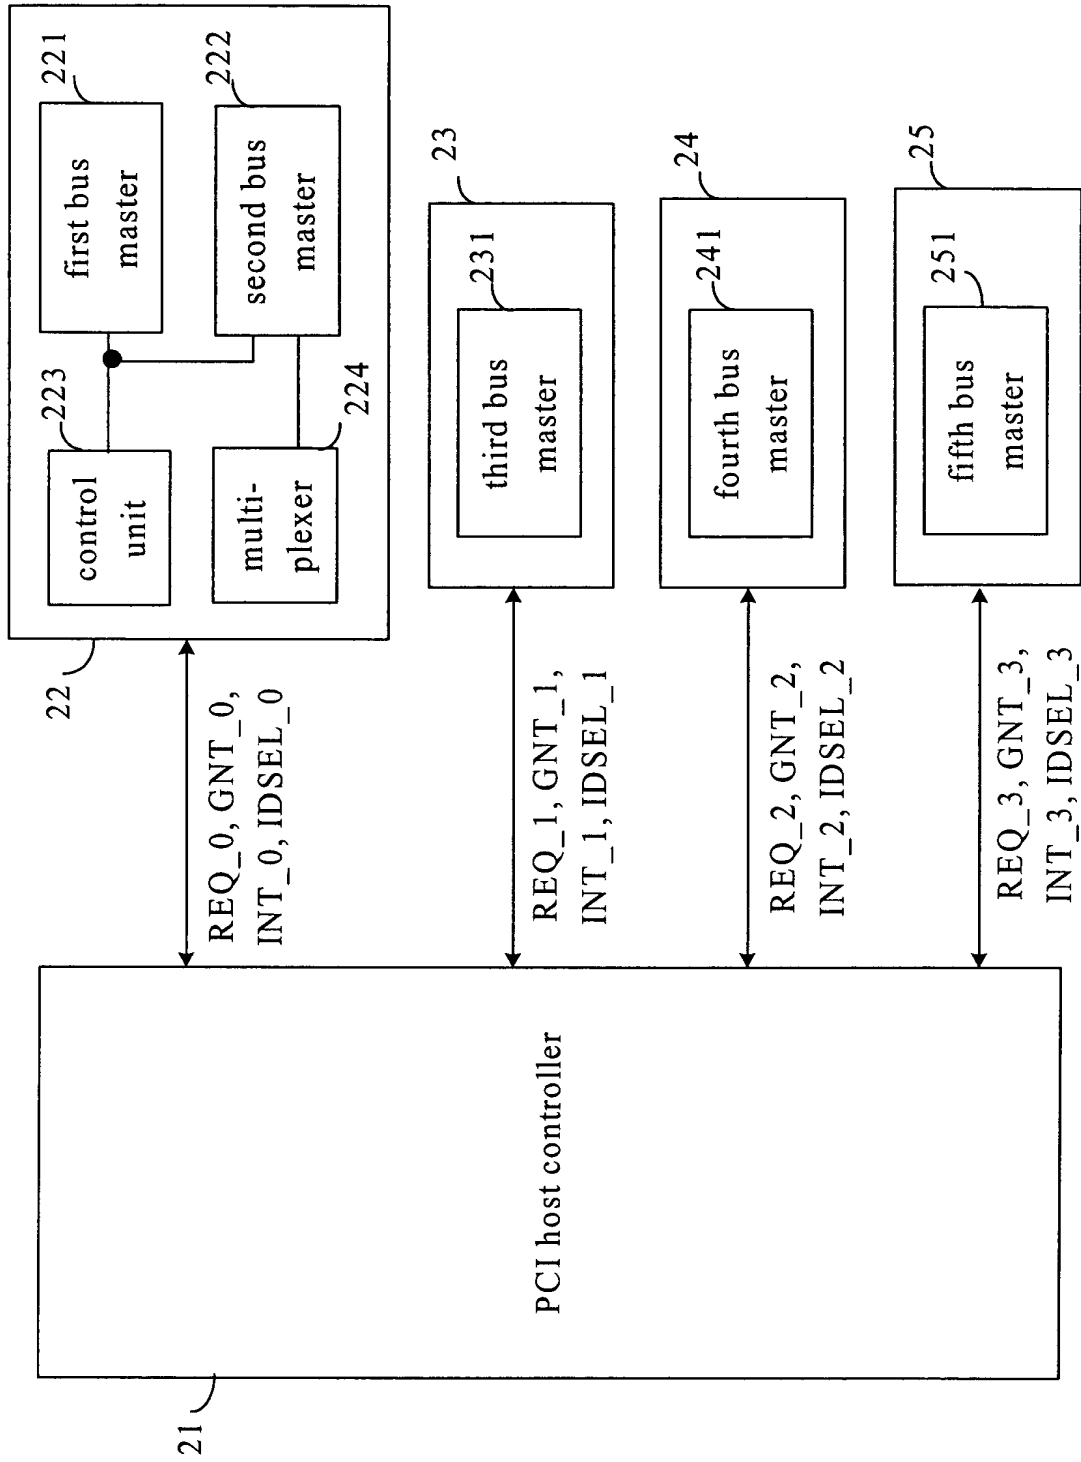 221
first bus
master
222
second bus
master
223
control
unit
224
multi-
plexer
22
REQ_0, GNT_0,
INT_0, IDSEL_0
23
231
third bus
master
REQ_1, GNT_1,
INT_1, IDSEL_1
24
241
fourth bus
master
REQ_2, GNT_2,
INT_2, IDSEL_2
25
251
fifth bus
master
REQ_3, GNT_3,
INT_3, IDSEL_3
PCI host controller
21